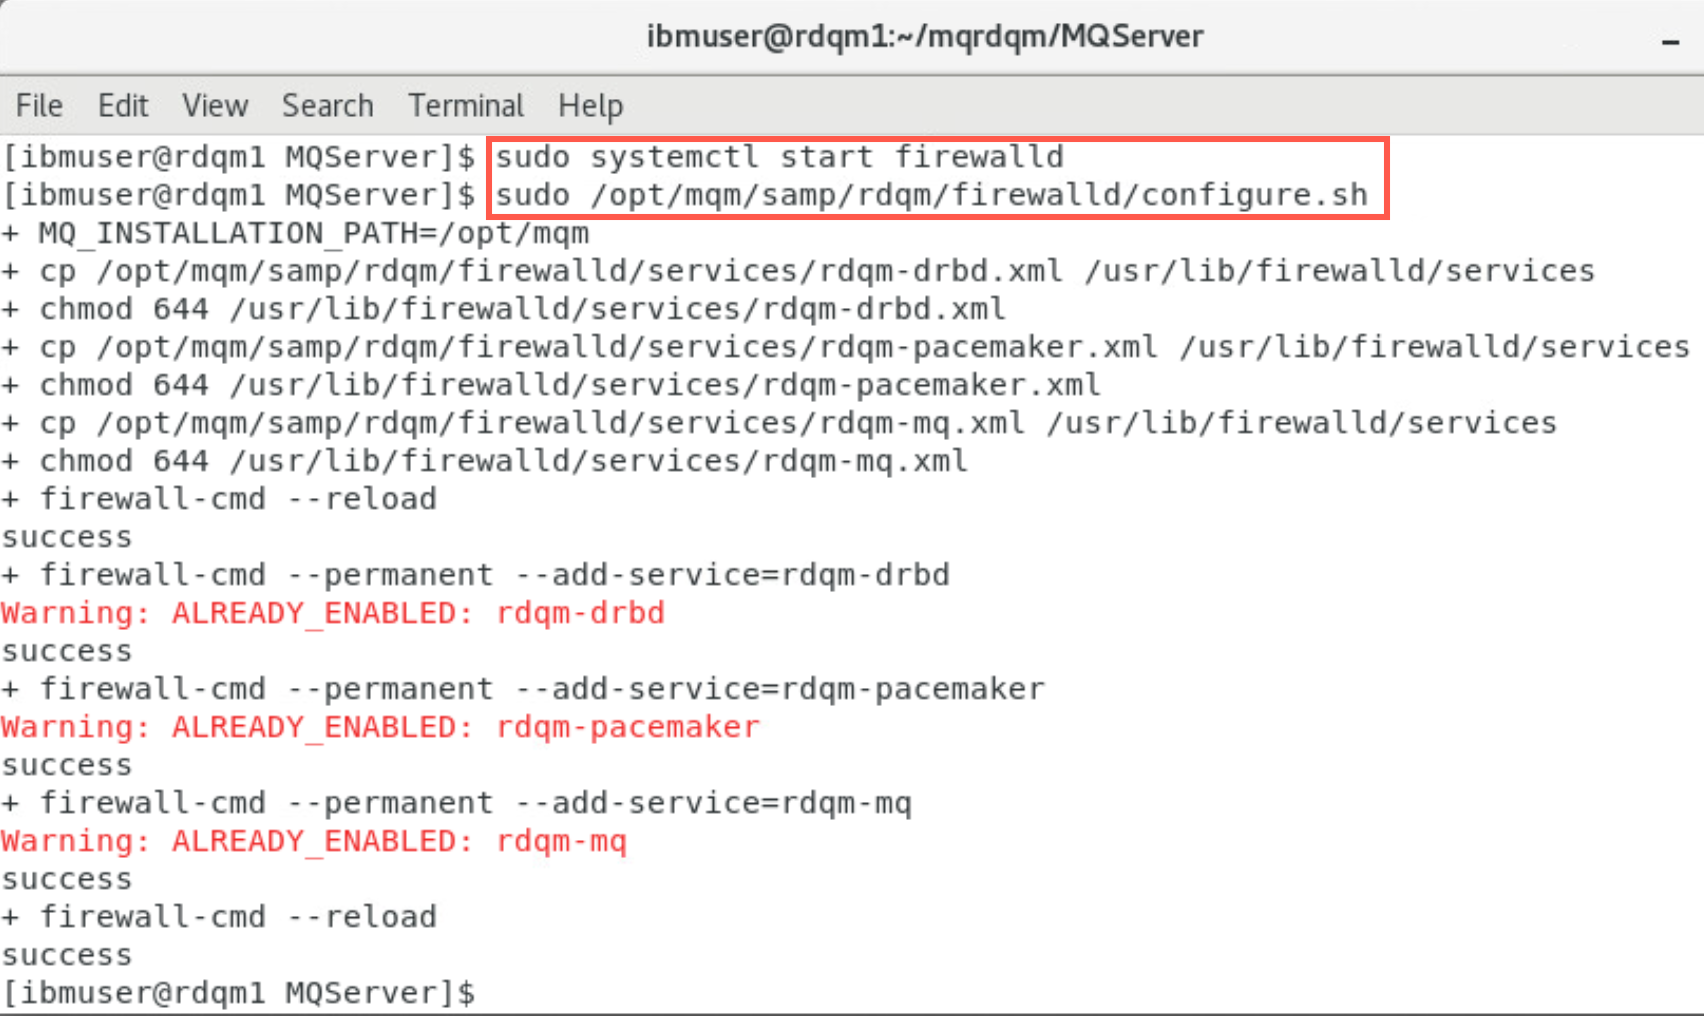 ibmuser@rdqm1:~/mqrdqm/MQServer
File Edit View Search Terminal Help
[ibmuser@rdqm1 MQServer]$ sudo systemctl start firewalld
[ibmuser@rdqm1 MQServer]$ sudo /opt/mqm/samp/rdqm/firewalld/configure.sh
+ MQ_INSTALLATION_PATH=/opt/mqm
+ cp /opt/mqm/samp/rdqm/firewalld/services/rdqm-drbd.xml /usr/lib/firewalld/services
+ chmod 644 /usr/lib/firewalld/services/rdqm-drbd.xml
+ cp /opt/mqm/samp/rdqm/firewalld/services/rdqm-pacemaker.xml /usr/lib/firewalld/services
+ chmod 644 /usr/lib/firewalld/services/rdqm-pacemaker.xml
+ cp /opt/mqm/samp/rdqm/firewalld/services/rdqm-mq.xml /usr/lib/firewalld/services
+ chmod 644 /usr/lib/firewalld/services/rdqm-mq.xml
+ firewall-cmd --reload
success
+ firewall-cmd --permanent --add-service=rdqm-drbd
Warning: ALREADY_ENABLED: rdqm-drbd
success
+ firewall-cmd --permanent --add-service=rdqm-pacemaker
Warning: ALREADY_ENABLED: rdqm-pacemaker
success
+ firewall-cmd --permanent --add-service=rdqm-mq
Warning: ALREADY_ENABLED: rdqm-mq
success
+ firewall-cmd --reload
success
[ibmuser@rdqm1 MQServer]$